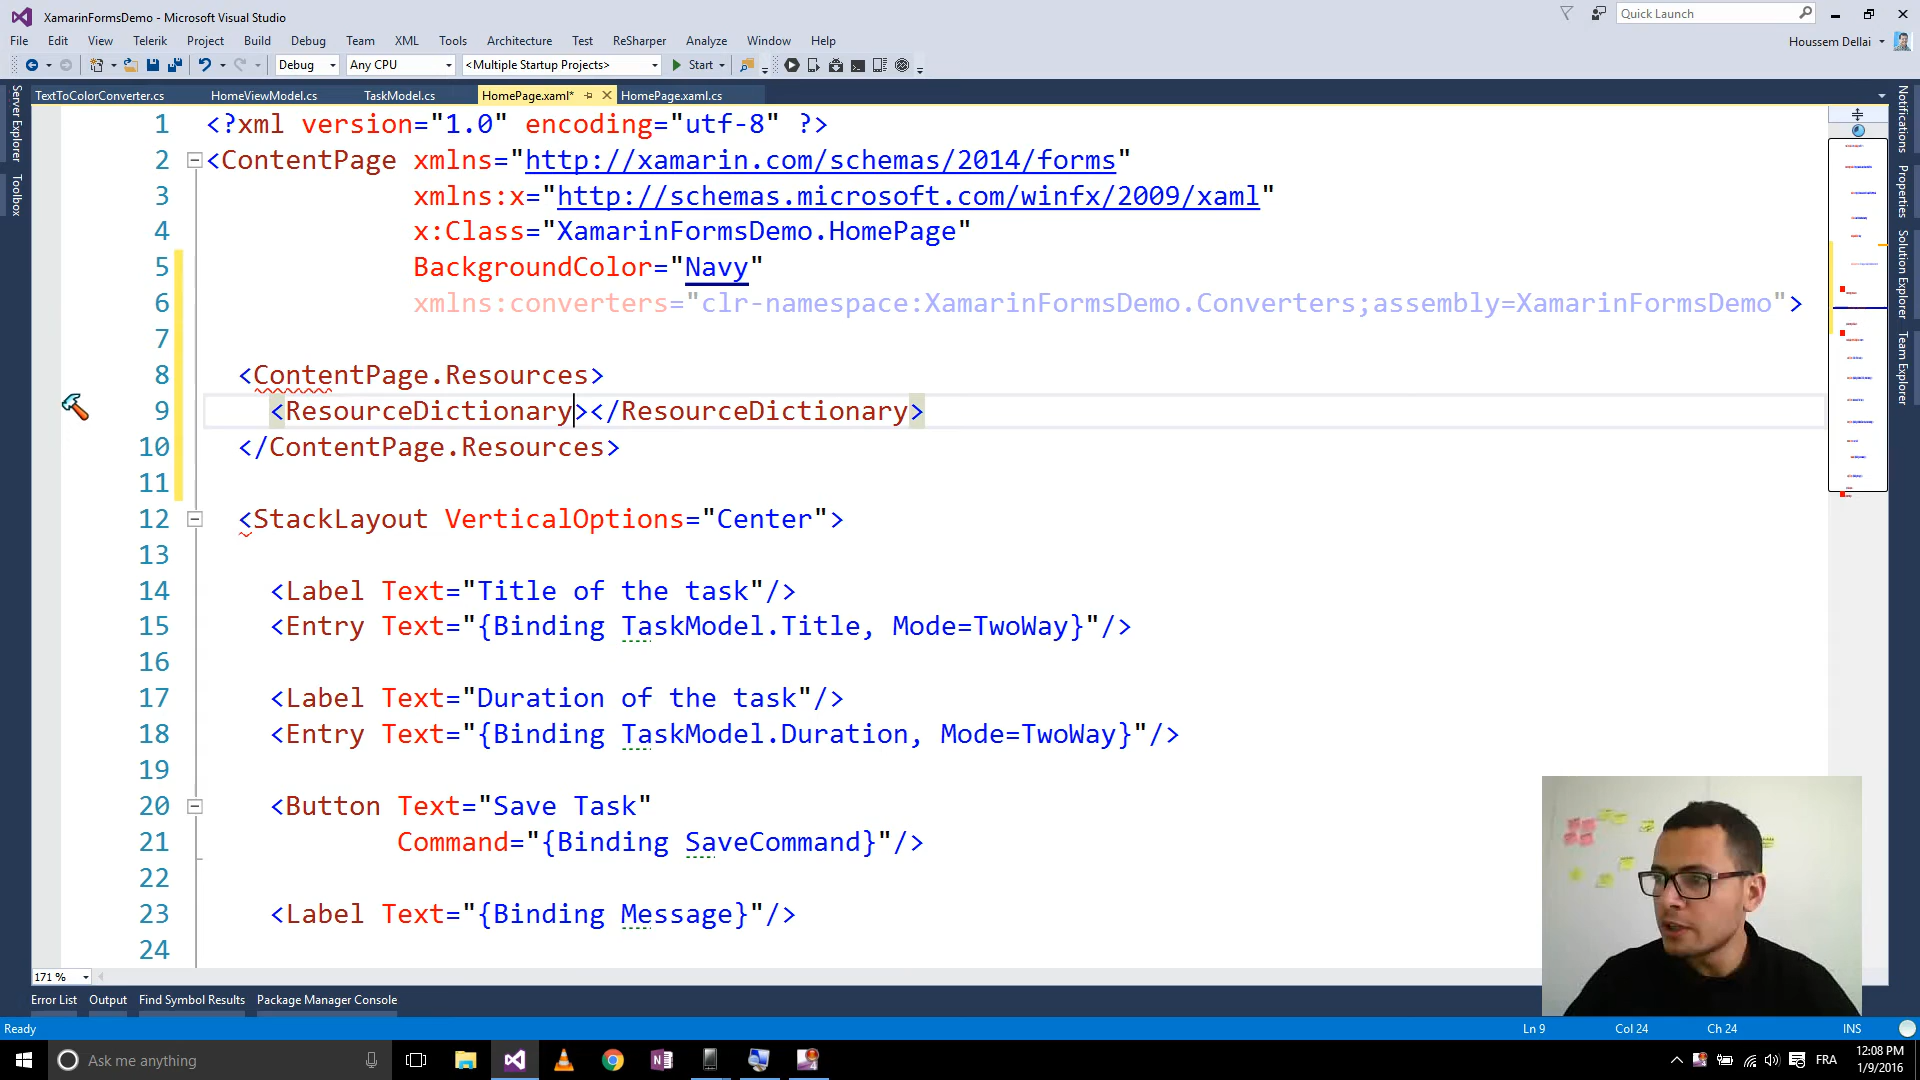 XamarinFormsDemo - Microsoft Visual Studio
Quick Launch
File Edit View Telerik Project Build Debug Team XML Tools Architecture Test ReSharper Analyze Window Help
Houssem Dellai
Debug Any CPU <Multiple Startup Projects> Start
TextToColorConverter.cs HomeViewModel.cs TaskModel.cs HomePage.xaml* HomePage.xaml.cs
Server Explorer
Toolbox
Notifications
Properties
Solution Explorer
Team Explorer
1 <?xml version="1.0" encoding="utf-8" ?>
2 <ContentPage xmlns="http://xamarin.com/schemas/2014/forms"
3 xmlns:x="http://schemas.microsoft.com/winfx/2009/xaml"
4 x:Class="XamarinFormsDemo.HomePage"
5 BackgroundColor="Navy"
6 xmlns:converters="clr-namespace:XamarinFormsDemo.Converters;assembly=XamarinFormsDemo">
7
8 <ContentPage.Resources>
9 <ResourceDictionary></ResourceDictionary>
10 </ContentPage.Resources>
11
12 <StackLayout VerticalOptions="Center">
13
14 <Label Text="Title of the task"/>
15 <Entry Text="{Binding TaskModel.Title, Mode=TwoWay}"/>
16
17 <Label Text="Duration of the task"/>
18 <Entry Text="{Binding TaskModel.Duration, Mode=TwoWay}"/>
19
20 <Button Text="Save Task"
21 Command="{Binding SaveCommand}"/>
22
23 <Label Text="{Binding Message}"/>
24
171 %
Error List Output Find Symbol Results Package Manager Console
Ready Ln 9 Col 24 Ch 24 INS
Ask me anything
FRA
12:08 PM
1/9/2016